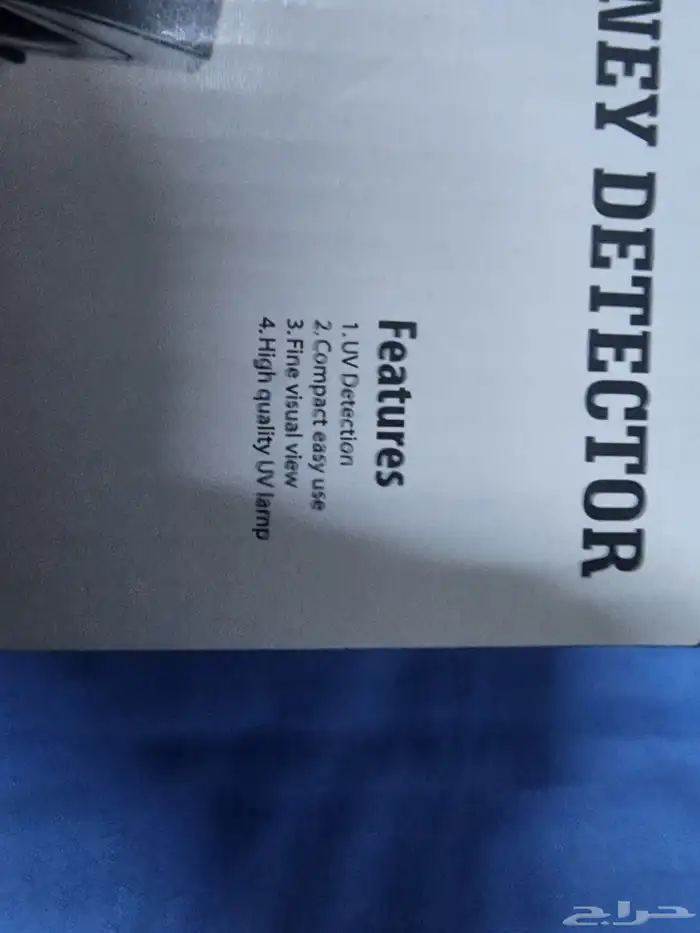 NEY DETECTOR
Features
1. UV Detection
2. Compact easy use
3. Fine visual view
4. High quality UV lamp
حراج